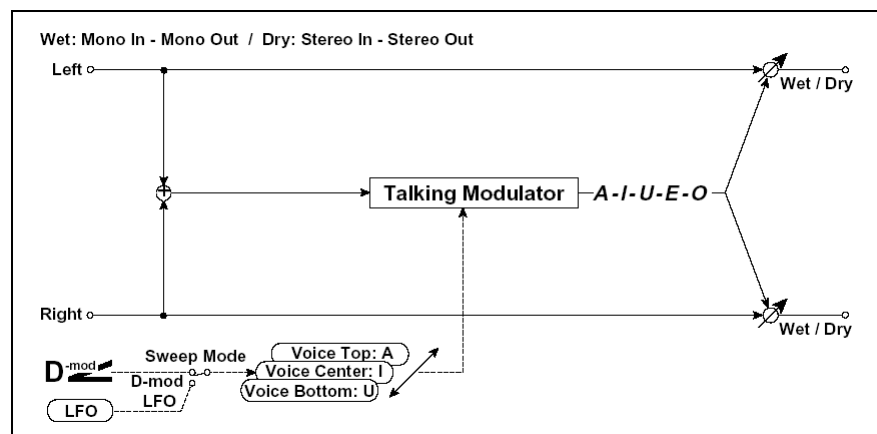 Wet: Mono In - Mono Out / Dry: Stereo In - Stereo Out
Left
Wet / Dry
+
Talking Modulator
A-I-U-E-O
Right
Wet / Dry
D-mod
Sweep Mode
D-mod
LFO
LFO
Voice Top: A
Voice Center: I
Voice Bottom: U